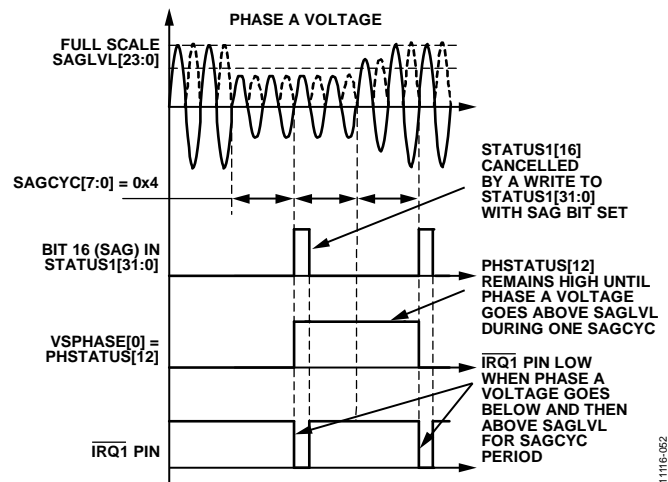 PHASE A VOLTAGE
FULL SCALE
SAGLVL[23:0]
SAGCYC[7:0] = 0x4
STATUS1[16]
CANCELLED
BY A WRITE TO
STATUS1[31:0]
WITH SAG BIT SET
BIT 16 (SAG) IN
STATUS1[31:0]
PHSTATUS[12]
REMAINS HIGH UNTIL
PHASE A VOLTAGE
GOES ABOVE SAGLVL
DURING ONE SAGCYC
VSPHASE[0] =
PHSTATUS[12]
IRQ1 PIN LOW
WHEN PHASE A
VOLTAGE GOES
BELOW AND THEN
ABOVE SAGLVL
FOR SAGCYC
PERIOD
IRQ1 PIN
11116-052